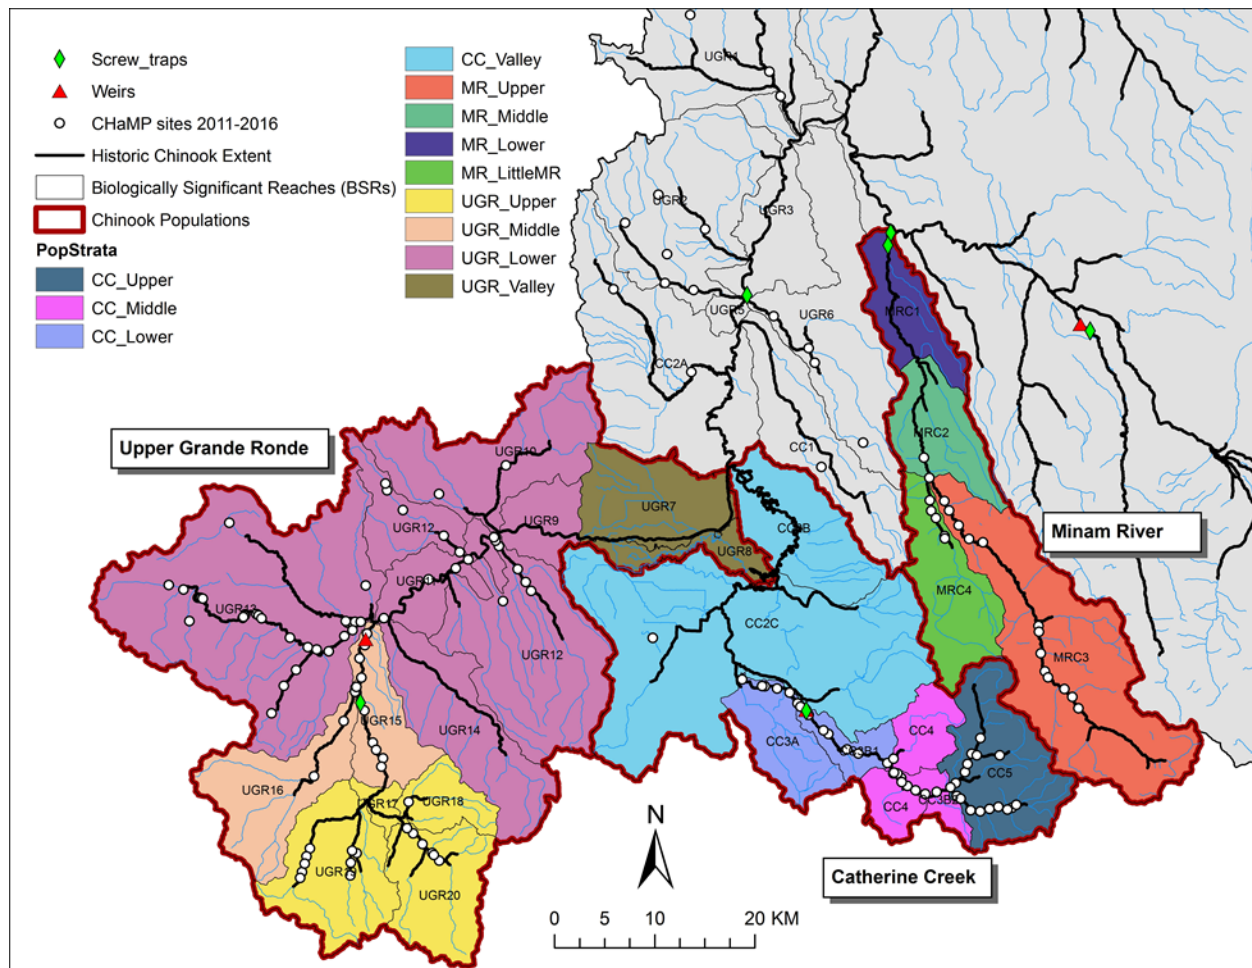 Screw_traps
Weirs
CHaMP sites 2011-2016
Historic Chinook Extent
Biologically Significant Reaches (BSRs)
Chinook Populations
PopStrata
CC_Upper
CC_Middle
CC_Lower
CC_Valley
MR_Upper
MR_Middle
MR_Lower
MR_LittleMR
UGR_Upper
UGR_Middle
UGR_Lower
UGR_Valley
UGR1
UGR2
UGR3
UGR5
UGR6
CC2A
MRC1
MRC2
CC1
Upper Grande Ronde
UGR10
UGR7
UGR9
UGR12
UGR8
Minam River
UGR11
MRC4
UGR13
CC2C
UGR12
MRC3
UGR15
UGR14
CC3A
CC4
CC5
UGR16
UGR18
CC4
UGR20
N
Catherine Creek
0 5 10 20 KM